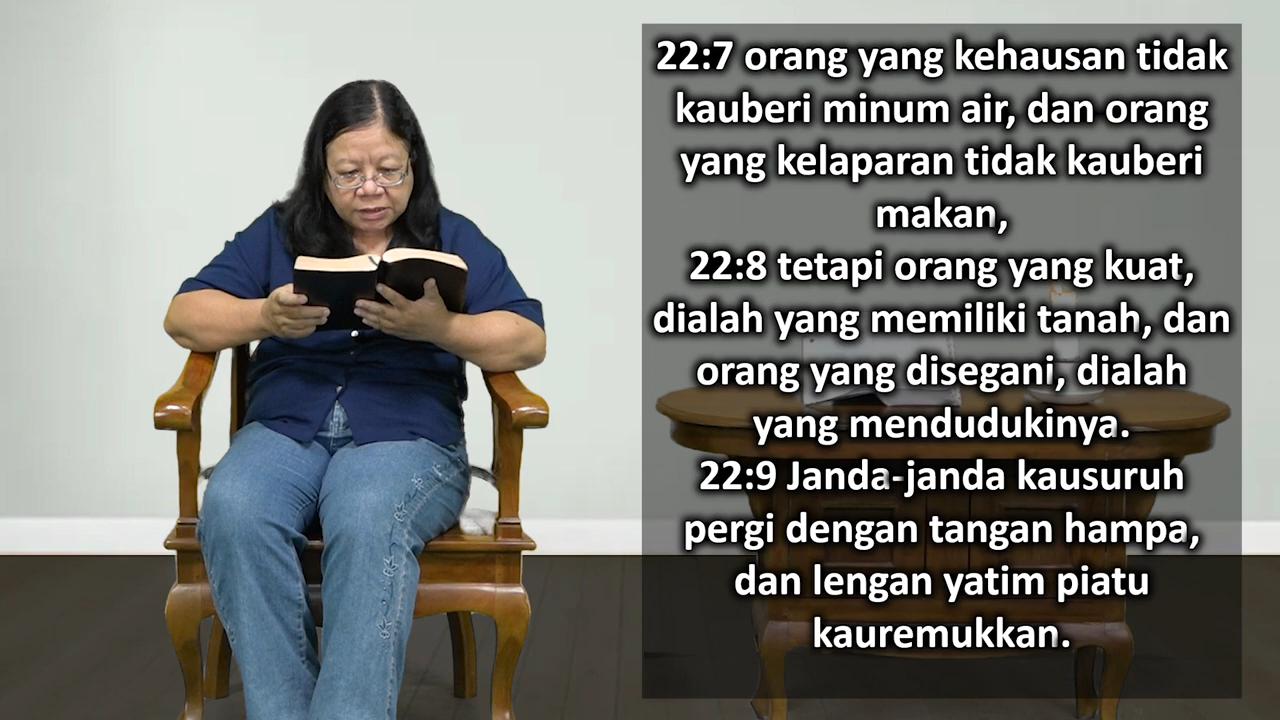 22:7 orang yang kehausan tidak
kauberi minum air, dan orang
yang kelaparan tidak kauberi
makan,
22:8 tetapi orang yang kuat,
dialah yang memiliki tanah, dan
orang yang disegani, dialah
yang mendudukinya.
22:9 Janda-janda kausuruh
pergi dengan tangan hampa,
dan lengan yatim piatu
kauremukkan.